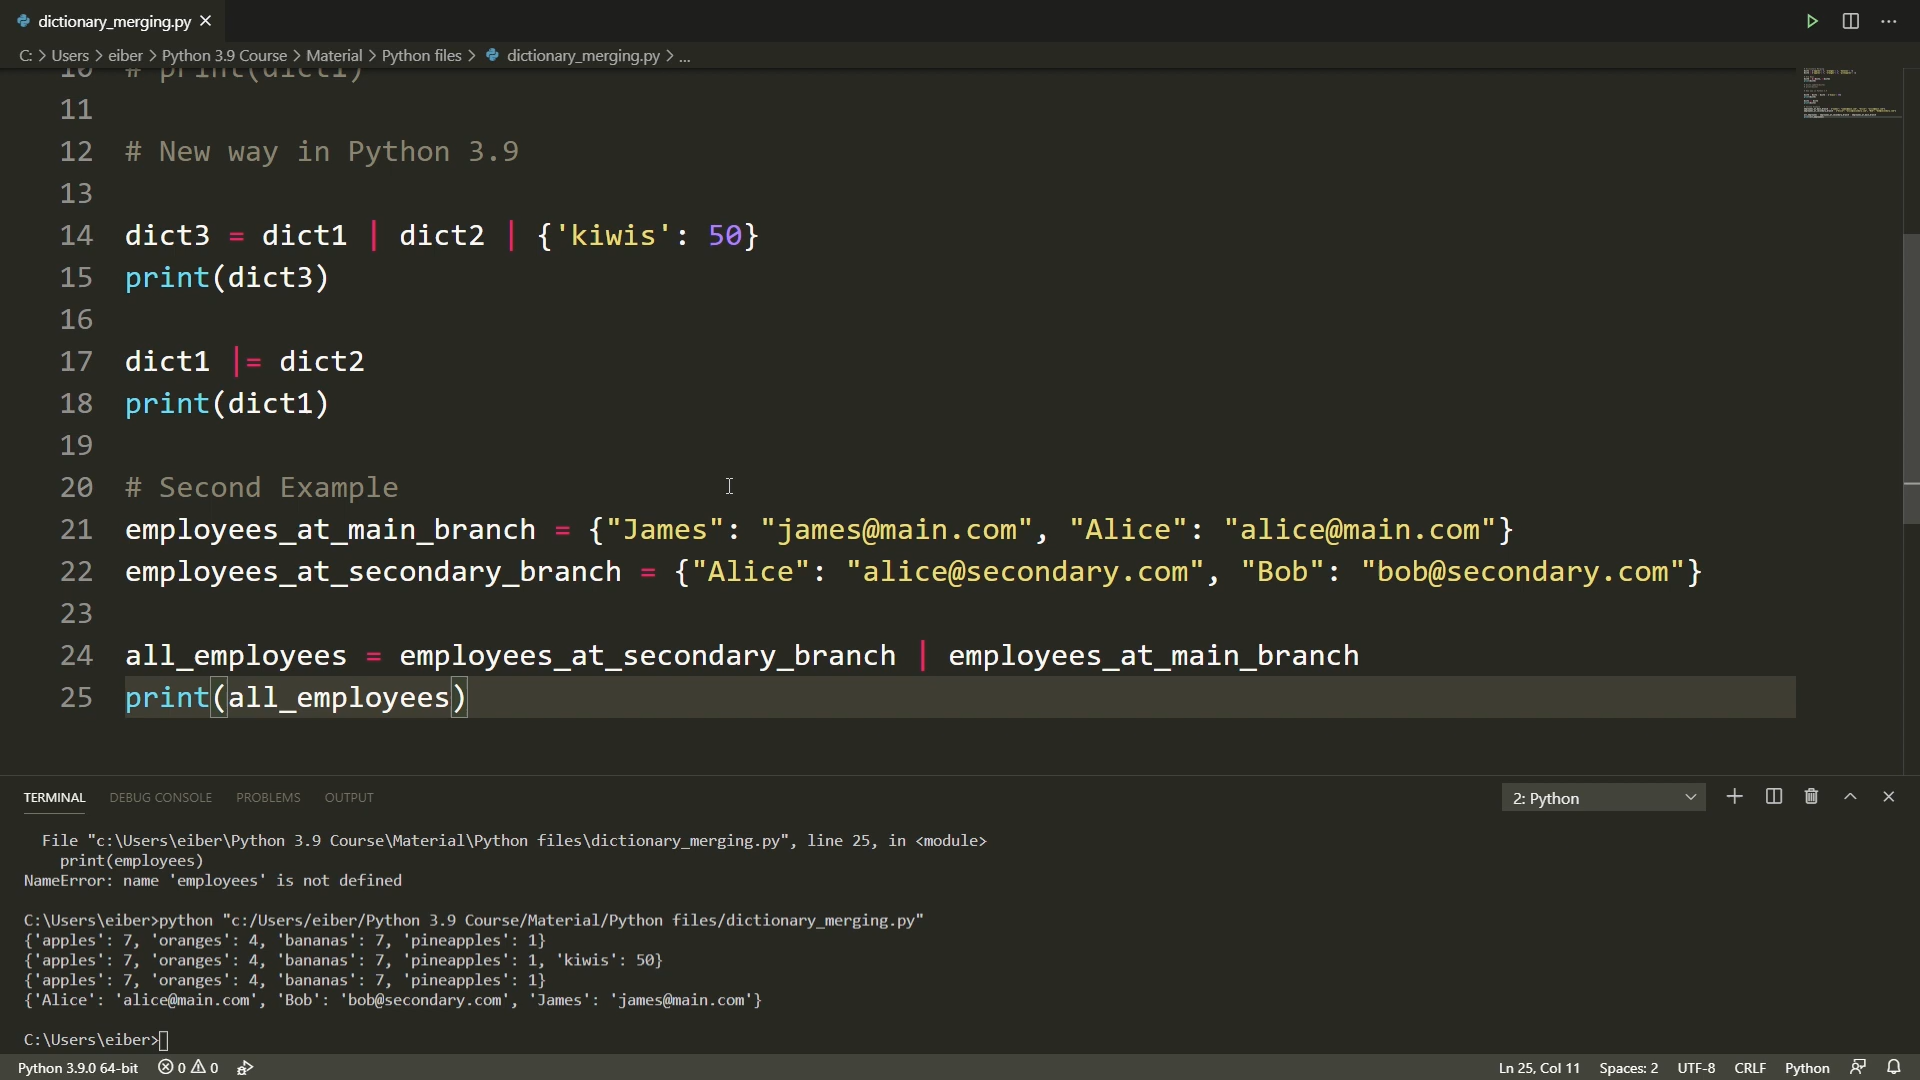 dictionary_merging.py
C: > Users > eiber > Python 3.9 Course > Material > Python files > dictionary_merging.py > ...
10 # print(dict1)
11
12 # New way in Python 3.9
13
14 dict3 = dict1 | dict2 | {'kiwis': 50}
15 print(dict3)
16
17 dict1 |= dict2
18 print(dict1)
19
20 # Second Example
21 employees_at_main_branch = {"James": "james@main.com", "Alice": "alice@main.com"}
22 employees_at_secondary_branch = {"Alice": "alice@secondary.com", "Bob": "bob@secondary.com"}
23
24 all_employees = employees_at_secondary_branch | employees_at_main_branch
25 print(all_employees)
TERMINAL DEBUG CONSOLE PROBLEMS OUTPUT 2: Python
File "c:\Users\eiber\Python 3.9 Course\Material\Python files\dictionary_merging.py", line 25, in <module>
print(employees)
NameError: name 'employees' is not defined
C:\Users\eiber>python "c:/Users/eiber/Python 3.9 Course/Material/Python files/dictionary_merging.py"
{'apples': 7, 'oranges': 4, 'bananas': 7, 'pineapples': 1}
{'apples': 7, 'oranges': 4, 'bananas': 7, 'pineapples': 1, 'kiwis': 50}
{'apples': 7, 'oranges': 4, 'bananas': 7, 'pineapples': 1}
{'Alice': 'alice@main.com', 'Bob': 'bob@secondary.com', 'James': 'james@main.com'}
C:\Users\eiber>
Python 3.9.0 64-bit 0 0 Ln 25, Col 11 Spaces: 2 UTF-8 CRLF Python